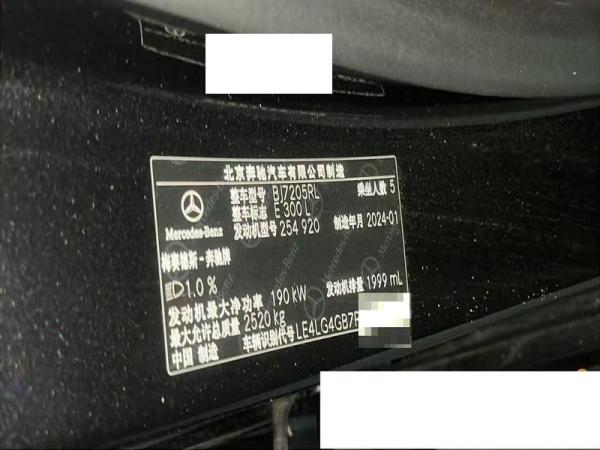 北京奔驰汽车有限公司制造
整车型号 BJ7205RL 乘坐人数 5
整车标志 E 300 L
发动机型号 254 920 制造年月 2024-01
Mercedes-Benz
梅赛德斯-奔驰牌
1.0 %
发动机最大净功率 190 kW 发动机排量 1999 mL
最大允许总质量 2520 kg
车辆识别代号 LE4LG4GB7
中国 制造